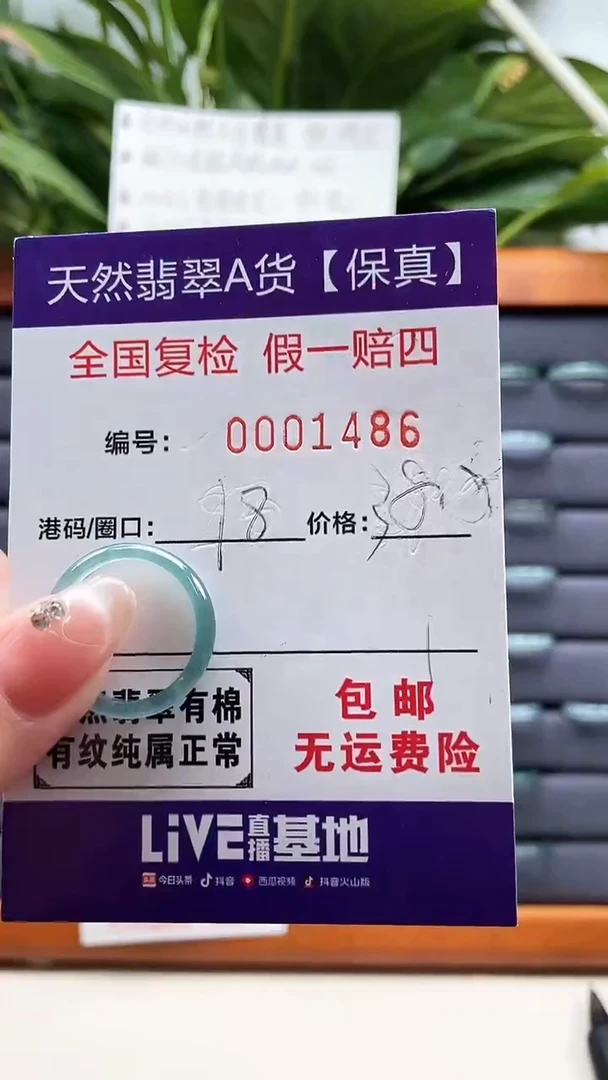 天然翡翠A货【保真】
全国复检 假一赔四
编号： 0001486
港码/圈口： 价格：
然翡翠有棉 包邮
有纹纯属正常 无运费险
LiVE直播基地
今日头条 抖音 西瓜视频 抖音火山版